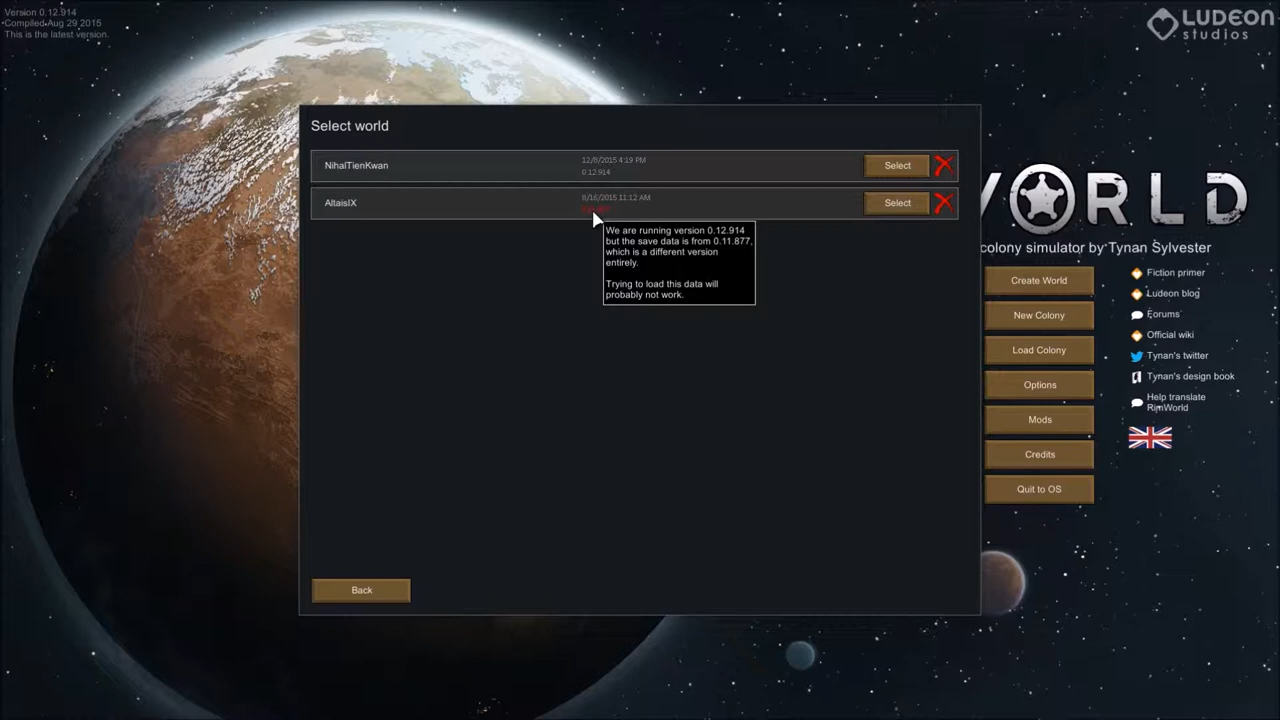 Version 0.12.914
Compiled Aug 29 2015
This is the latest version.
LUDEON
studios
Select world
NihalTienKwan
12/8/2015 4:19 PM
0.12.914
Select
AltaisIX
8/16/2015 11:12 AM
Select
We are running version 0.12.914
but the save data is from 0.11.877,
which is a different version
entirely.
Trying to load this data will
probably not work.
WORLD
colony simulator by Tynan Sylvester
Create World
New Colony
Load Colony
Options
Mods
Credits
Quit to OS
Fiction primer
Ludeon blog
Forums
Official wiki
Tynan's twitter
Tynan's design book
Help translate
RimWorld
Back